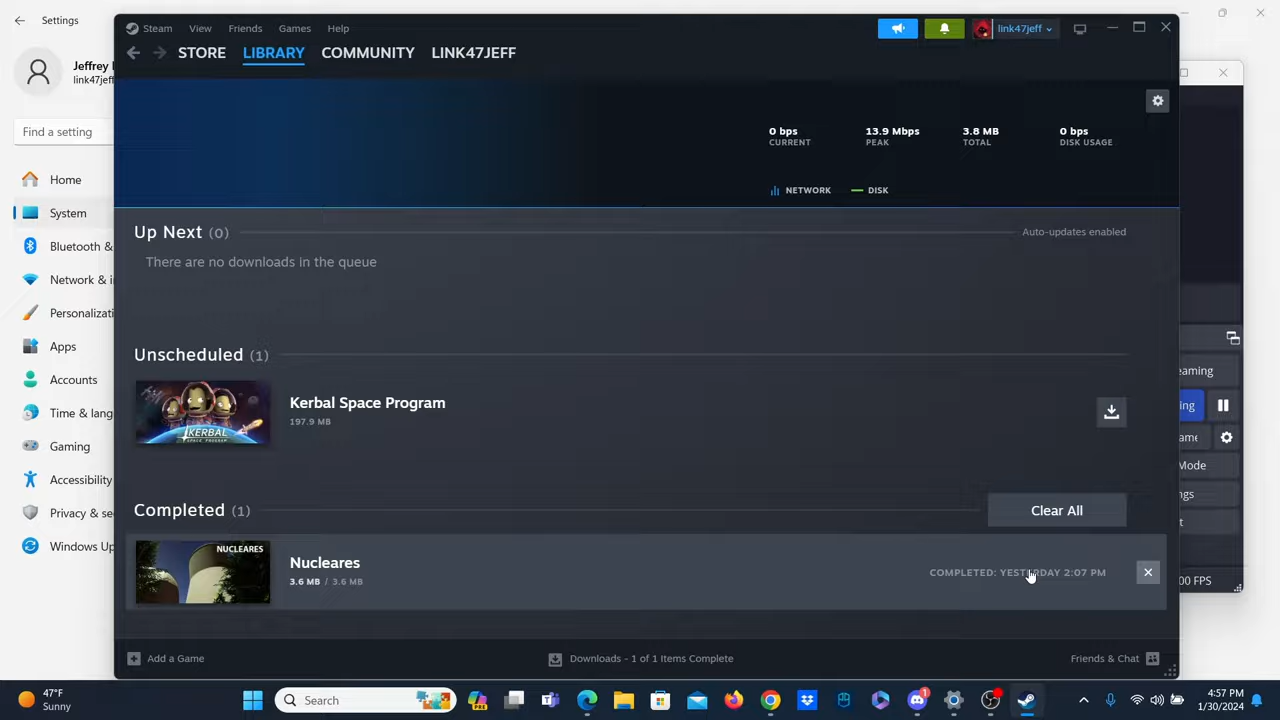 Settings
Jeffrey
link47jeff
Find a setting
Home
System
Bluetooth &
Network & i
Personalizati
Apps
Accounts
Time & lang
Gaming
Accessibility
Privacy & se
Windows Up
Steam View Friends Games Help
link47jeff
STORE LIBRARY COMMUNITY LINK47JEFF
0 bps 13.9 Mbps 3.8 MB 0 bps
CURRENT PEAK TOTAL DISK USAGE
NETWORK DISK
Up Next (0) Auto-updates enabled
There are no downloads in the queue
Unscheduled (1)
KERBAL
SPACE PROGRAM
Kerbal Space Program
197.9 MB
Completed (1) Clear All
NUCLEARES
Nucleares
3.6 MB / 3.6 MB
COMPLETED: YESTERDAY 2:07 PM
Add a Game Downloads - 1 of 1 Items Complete Friends & Chat
eaming
ing
ame
Mode
ngs
t
00 FPS
47°F
Sunny
Search
PRE
1
4:57 PM
1/30/2024